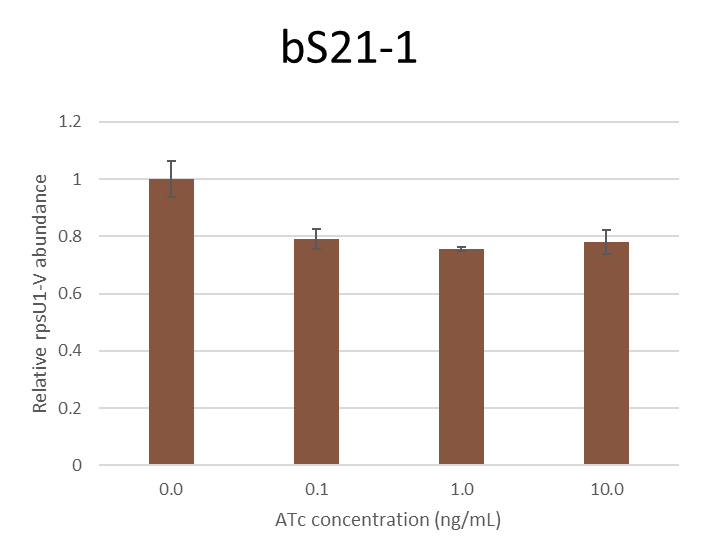 bS21-1
1.2
1
0.8
0.6
0.4
0.2
0
Relative rpsU1-V abundance
0.0 0.1 1.0 10.0
ATc concentration (ng/mL)